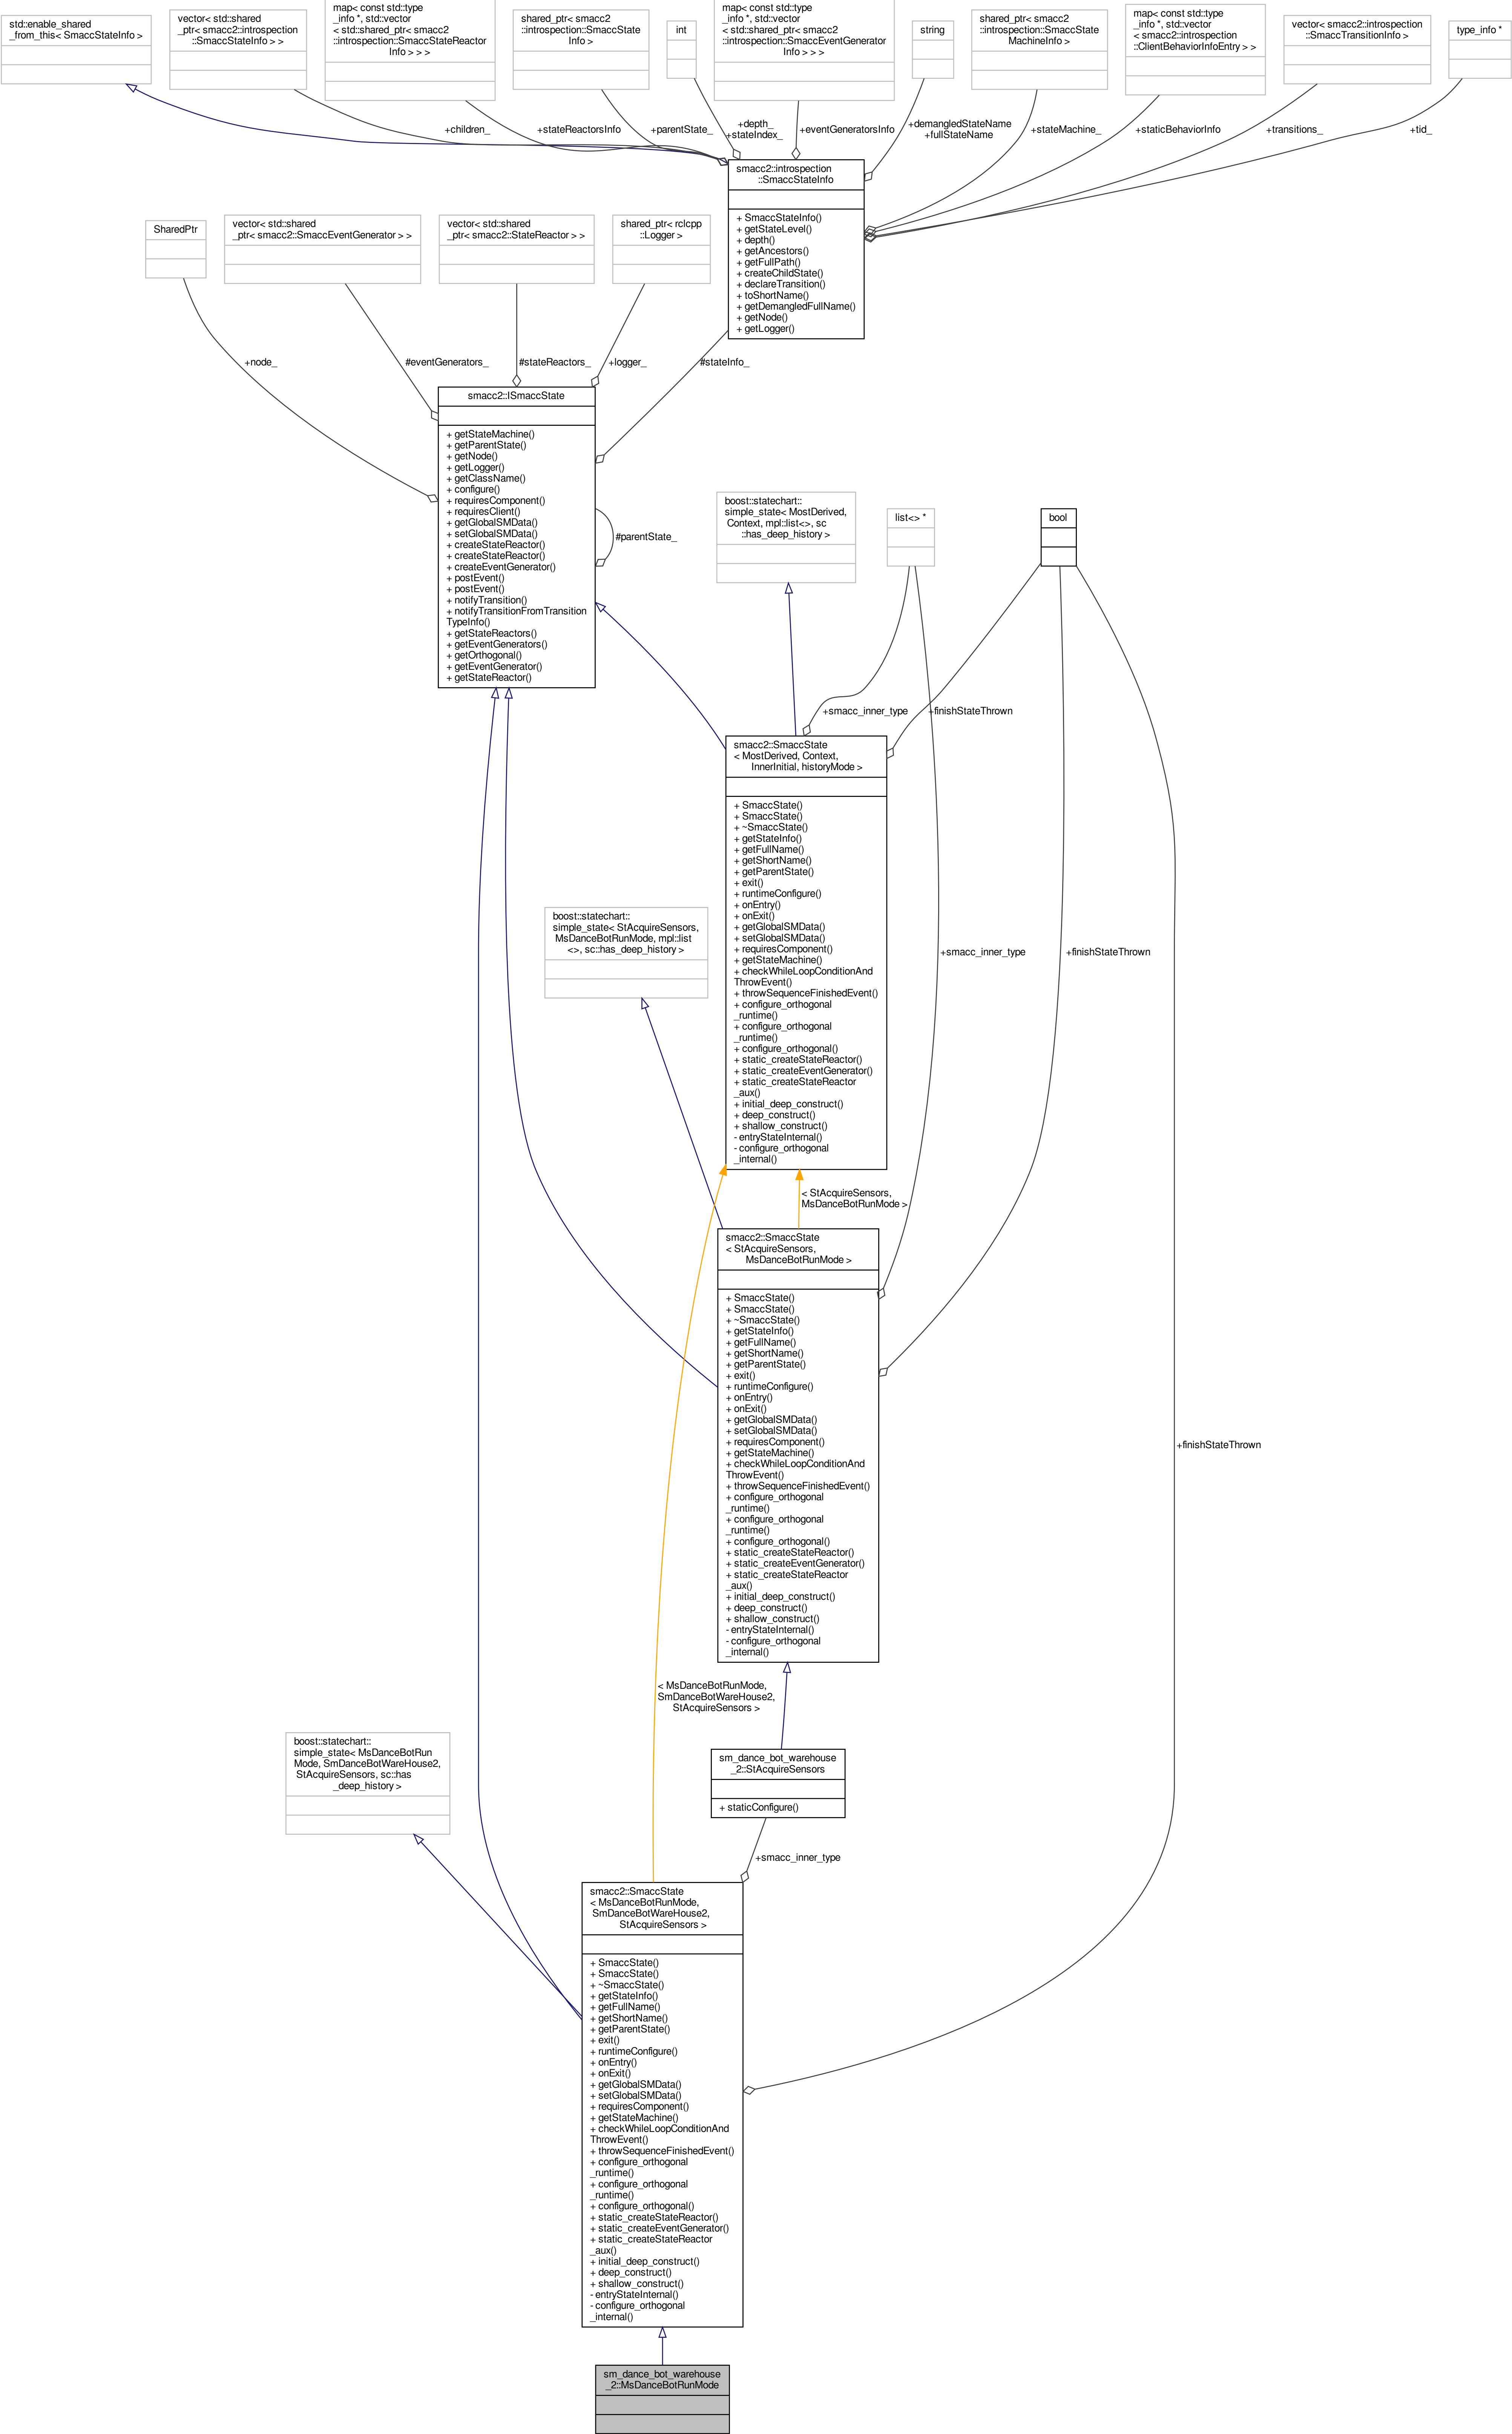 std::enable_shared
_from_this< SmaccStateInfo >
vector< std::shared
_ptr< smacc2::introspection
::SmaccStateInfo > >
map< const std::type
_info *, std::vector
< std::shared_ptr< smacc2
::introspection::SmaccStateReactor
Info > > >
shared_ptr< smacc2
::introspection::SmaccState
Info >
int
map< const std::type
_info *, std::vector
< std::shared_ptr< smacc2
::introspection::SmaccEventGenerator
Info > > >
string
shared_ptr< smacc2
::introspection::SmaccState
MachineInfo >
map< const std::type
_info *, std::vector
< smacc2::introspection
::ClientBehaviorInfoEntry > >
vector< smacc2::introspection
::SmaccTransitionInfo >
type_info *
+children_
+stateReactorsInfo
+parentState_
+depth_
+stateIndex_
+eventGeneratorsInfo
+demangledStateName
+fullStateName
+stateMachine_
+staticBehaviorInfo
+transitions_
+tid_
smacc2::introspection
::SmaccStateInfo
+ SmaccStateInfo()
+ getStateLevel()
+ depth()
+ getAncestors()
+ getFullPath()
+ createChildState()
+ declareTransition()
+ toShortName()
+ getDemangledFullName()
+ getNode()
+ getLogger()
SharedPtr
vector< std::shared
_ptr< smacc2::SmaccEventGenerator > >
vector< std::shared
_ptr< smacc2::StateReactor > >
shared_ptr< rclcpp
::Logger >
+node_
#eventGenerators_
#stateReactors_
+logger_
#stateInfo_
smacc2::ISmaccState
+ getStateMachine()
+ getParentState()
+ getNode()
+ getLogger()
+ getClassName()
+ configure()
+ requiresComponent()
+ requiresClient()
+ getGlobalSMData()
+ setGlobalSMData()
+ createStateReactor()
+ createStateReactor()
+ createEventGenerator()
+ postEvent()
+ postEvent()
+ notifyTransition()
+ notifyTransitionFromTransition
TypeInfo()
+ getStateReactors()
+ getEventGenerators()
+ getOrthogonal()
+ getEventGenerator()
+ getStateReactor()
#parentState_
boost::statechart::
simple_state< MostDerived,
Context, mpl::list<>, sc
::has_deep_history >
list<> *
bool
+smacc_inner_type
+finishStateThrown
smacc2::SmaccState
< MostDerived, Context,
InnerInitial, historyMode >
+ SmaccState()
+ SmaccState()
+ ~SmaccState()
+ getStateInfo()
+ getFullName()
+ getShortName()
+ getParentState()
+ exit()
+ runtimeConfigure()
+ onEntry()
+ onExit()
+ getGlobalSMData()
+ setGlobalSMData()
+ requiresComponent()
+ getStateMachine()
+ checkWhileLoopConditionAnd
ThrowEvent()
+ throwSequenceFinishedEvent()
+ configure_orthogonal
_runtime()
+ configure_orthogonal
_runtime()
+ configure_orthogonal()
+ static_createStateReactor()
+ static_createEventGenerator()
+ static_createStateReactor
_aux()
+ initial_deep_construct()
+ deep_construct()
+ shallow_construct()
- entryStateInternal()
- configure_orthogonal
_internal()
boost::statechart::
simple_state< StAcquireSensors,
MsDanceBotRunMode, mpl::list
<>, sc::has_deep_history >
+smacc_inner_type
+finishStateThrown
< StAcquireSensors,
MsDanceBotRunMode >
smacc2::SmaccState
< StAcquireSensors,
MsDanceBotRunMode >
+ SmaccState()
+ SmaccState()
+ ~SmaccState()
+ getStateInfo()
+ getFullName()
+ getShortName()
+ getParentState()
+ exit()
+ runtimeConfigure()
+ onEntry()
+ onExit()
+ getGlobalSMData()
+ setGlobalSMData()
+ requiresComponent()
+ getStateMachine()
+ checkWhileLoopConditionAnd
ThrowEvent()
+ throwSequenceFinishedEvent()
+ configure_orthogonal
_runtime()
+ configure_orthogonal
_runtime()
+ configure_orthogonal()
+ static_createStateReactor()
+ static_createEventGenerator()
+ static_createStateReactor
_aux()
+ initial_deep_construct()
+ deep_construct()
+ shallow_construct()
- entryStateInternal()
- configure_orthogonal
_internal()
+finishStateThrown
< MsDanceBotRunMode,
SmDanceBotWareHouse2,
StAcquireSensors >
boost::statechart::
simple_state< MsDanceBotRun
Mode, SmDanceBotWareHouse2,
StAcquireSensors, sc::has
_deep_history >
sm_dance_bot_warehouse
_2::StAcquireSensors
+ staticConfigure()
+smacc_inner_type
smacc2::SmaccState
< MsDanceBotRunMode,
SmDanceBotWareHouse2,
StAcquireSensors >
+ SmaccState()
+ SmaccState()
+ ~SmaccState()
+ getStateInfo()
+ getFullName()
+ getShortName()
+ getParentState()
+ exit()
+ runtimeConfigure()
+ onEntry()
+ onExit()
+ getGlobalSMData()
+ setGlobalSMData()
+ requiresComponent()
+ getStateMachine()
+ checkWhileLoopConditionAnd
ThrowEvent()
+ throwSequenceFinishedEvent()
+ configure_orthogonal
_runtime()
+ configure_orthogonal
_runtime()
+ configure_orthogonal()
+ static_createStateReactor()
+ static_createEventGenerator()
+ static_createStateReactor
_aux()
+ initial_deep_construct()
+ deep_construct()
+ shallow_construct()
- entryStateInternal()
- configure_orthogonal
_internal()
sm_dance_bot_warehouse
_2::MsDanceBotRunMode